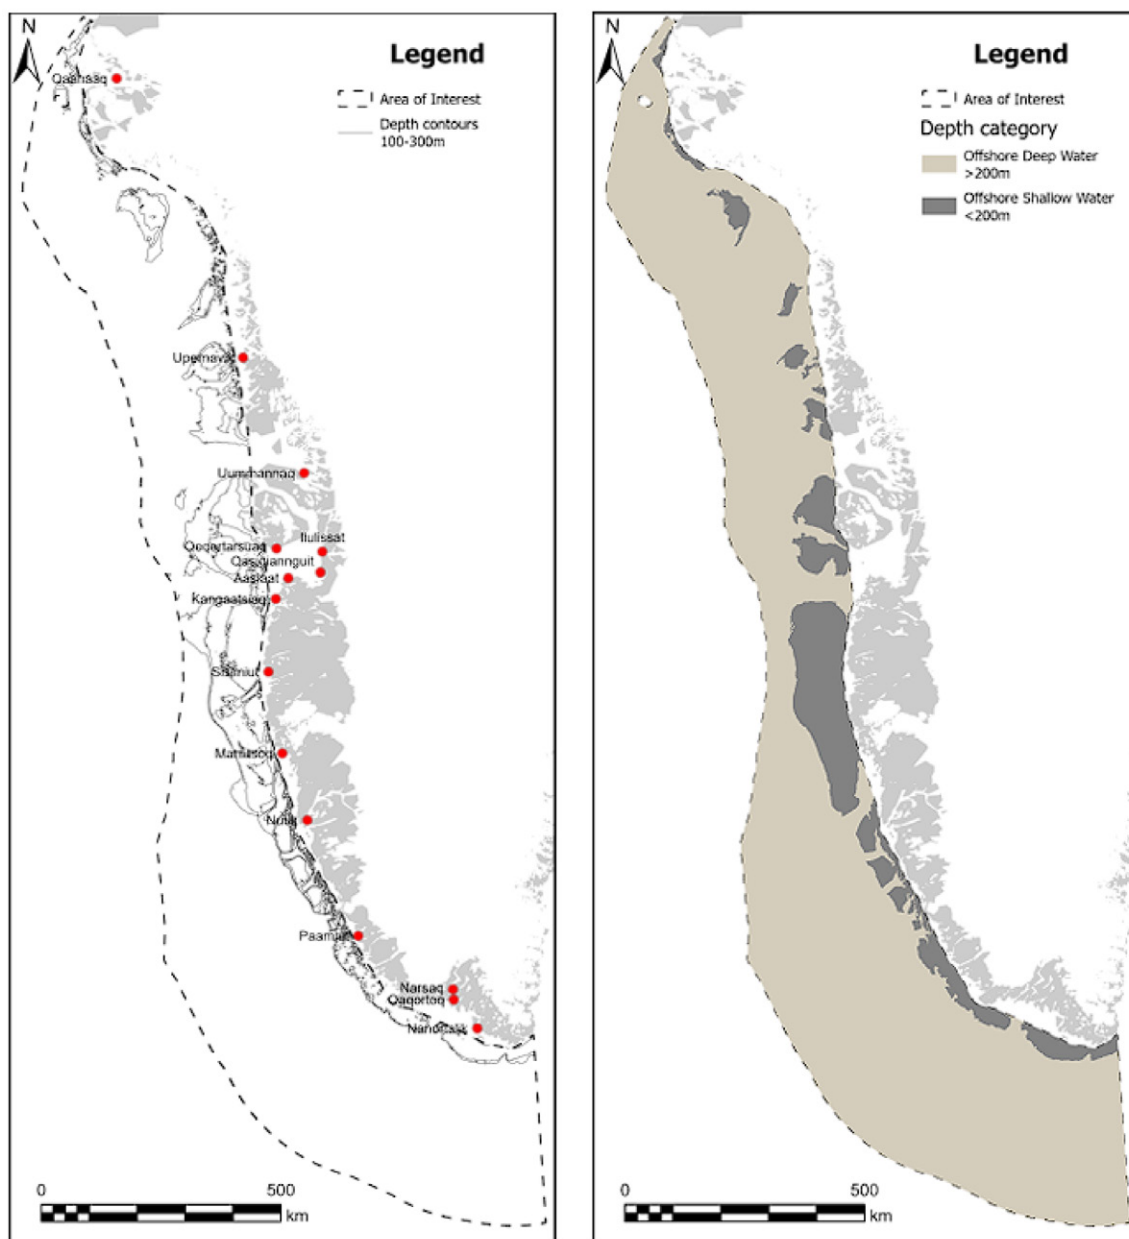 N
Legend
Area of Interest
Depth contours
100-300m
Qaanaaq
Upernavik
Uummannaq
Qeqertarsuaq
Ilulissat
Qasigiannguit
Aasiaat
Kangaatsiaq
Sisimiut
Maniitsoq
Nuuk
Paamiut
Narsaq
Qaqortoq
Nanortalik
0 500
km
N
Legend
Area of Interest
Depth category
Offshore Deep Water
>200m
Offshore Shallow Water
<200m
0 500
km